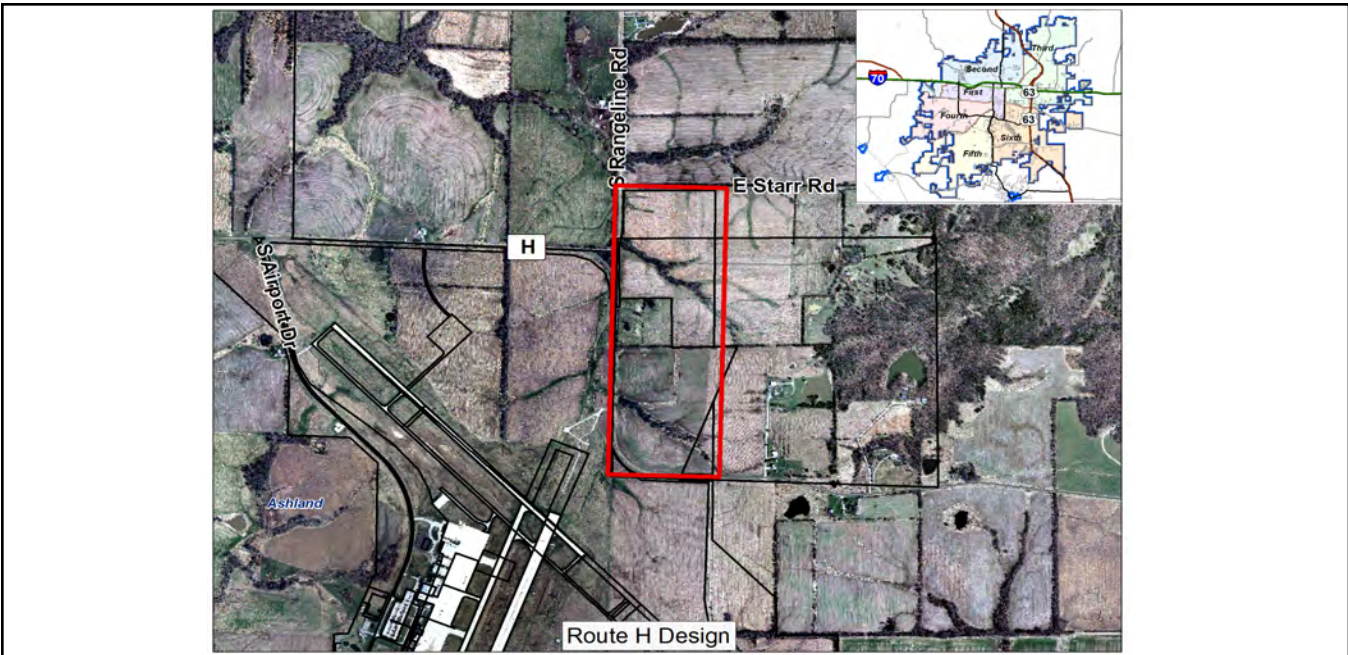 S Rangeline Rd
E Starr Rd
H
S Airport Dr
Ashland
Route H Design
70
Second
Third
First
63
Fourth
63
Sixth
Fifth